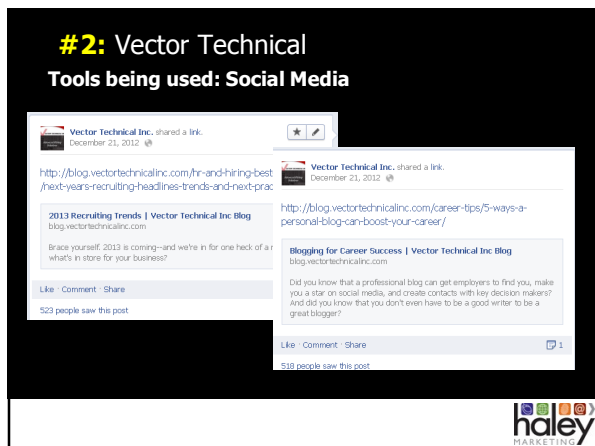 #2: Vector Technical
Tools being used: Social Media
Vector Technical Inc. shared a link.
December 21, 2012
http://blog.vectortechnicalinc.com/hr-and-hiring-best
/next-years-recruiting-headlines-trends-and-next-prac
2013 Recruiting Trends | Vector Technical Inc Blog
blog.vectortechnicalinc.com
Brace yourself. 2013 is coming—and we're in for one heck of a r
what's in store for your business?
Like · Comment · Share
523 people saw this post
Vector Technical Inc. shared a link.
December 21, 2012
http://blog.vectortechnicalinc.com/career-tips/5-ways-a-
personal-blog-can-boost-your-career/
Blogging for Career Success | Vector Technical Inc Blog
blog.vectortechnicalinc.com
Did you know that a professional blog can get employers to find you, make
you a star on social media, and create contacts with key decision makers?
And did you know that you don't even have to be a good writer to be a
great blogger?
Like · Comment · Share
1
518 people saw this post
haley
MARKETING